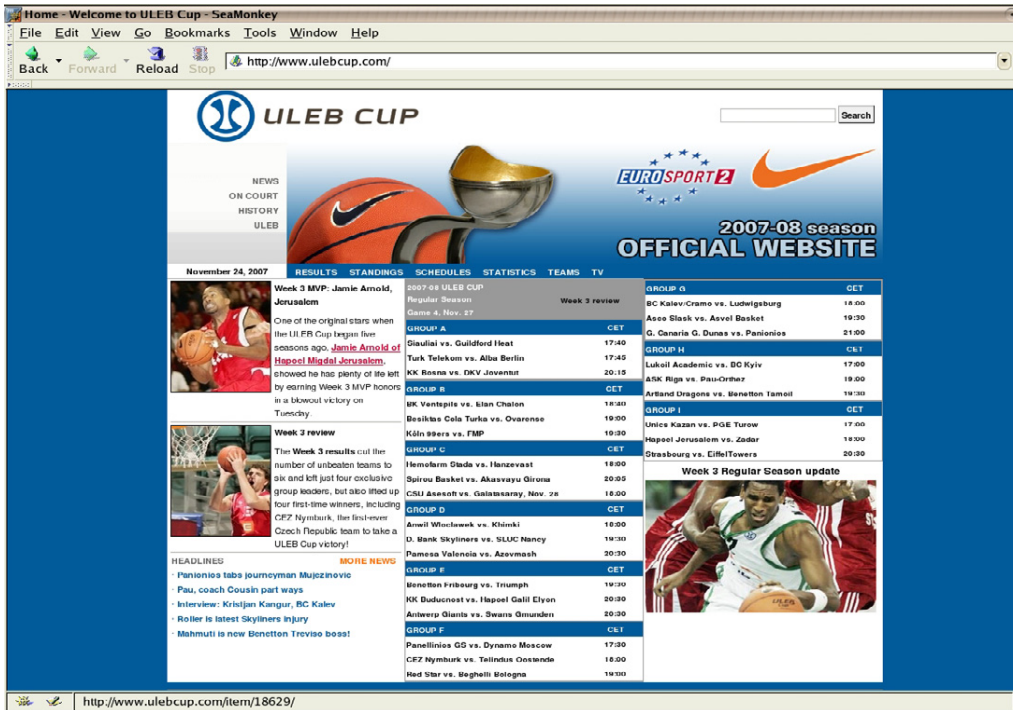 Home - Welcome to ULEB Cup - SeaMonkey
File Edit View Go Bookmarks Tools Window Help
Back Forward Reload Stop http://www.ulebcup.com/
ULEB CUP
Search
EUROSPORT 2
NEWS
ON COURT
HISTORY
ULEB
2007-08 season
OFFICIAL WEBSITE
November 24, 2007
RESULTS STANDINGS SCHEDULES STATISTICS TEAMS TV
Week 3 MVP: Jamie Arnold,
Jerusalem
One of the original stars when
the ULEB Cup began five
seasons ago, Jamie Arnold of
Hapoel Migdal Jerusalem,
showed he has plenty of life left
by earning Week 3 MVP honors
in a blowout victory on
Tuesday.
Week 3 review
The Week 3 results cut the
number of unbeaten teams to
six and left just four exclusive
group leaders, but also lifted up
four first-time winners, including
CEZ Nymburk, the first-ever
Czech Republic team to take a
ULEB Cup victory!
HEADLINES MORE NEWS
· Panionios tabs journeyman Mujezinovic
· Pau, coach Cousin part ways
· Interview: Kristjan Kangur, BC Kalev
· Roller is latest Skyliners injury
· Mahmuti is new Benetton Treviso boss!
2007-08 ULEB CUP
Regular Season Week 3 review
Game 4, Nov. 27
GROUP A CET
Siauliai vs. Guildford Heat 17:40
Turk Telekom vs. Alba Berlin 17:45
KK Bosna vs. DKV Joventut 20:15
GROUP B CET
BK Ventspils vs. Elan Chalon 18:40
Besiktas Cola Turka vs. Ovarense 19:00
Köln 99ers vs. FMP 19:30
GROUP C CET
Hemofarm Stada vs. Hanzevast 18:00
Spirou Basket vs. Akasvayu Girona 20:05
CSU Asesoft vs. Galatasaray, Nov. 28 18:00
GROUP D CET
Anwil Wloclawek vs. Khimki 18:00
D. Bank Skyliners vs. SLUC Nancy 19:30
Pamesa Valencia vs. Azovmash 20:30
GROUP E CET
Benetton Fribourg vs. Triumph 19:30
KK Buducnost vs. Hapoel Galil Elyon 20:30
Antwerp Giants vs. Swans Gmunden 20:30
GROUP F CET
Panellinios GS vs. Dynamo Moscow 17:30
CEZ Nymburk vs. Telindus Oostende 18:00
Red Star vs. Beghelli Bologna 19:00
GROUP G CET
BC Kalev/Cramo vs. Ludwigsburg 18:00
Asco Slask vs. Asvel Basket 19:30
G. Canaria G. Dunas vs. Panionios 21:00
GROUP H CET
Lukoil Academic vs. BC Kyiv 17:00
ASK Riga vs. Pau-Orthez 19:00
Artland Dragons vs. Benetton Tamoil 19:30
GROUP I CET
Unics Kazan vs. PGE Turow 17:00
Hapoel Jerusalem vs. Zadar 18:00
Strasbourg vs. EiffelTowers 20:30
Week 3 Regular Season update
http://www.ulebcup.com/item/18629/